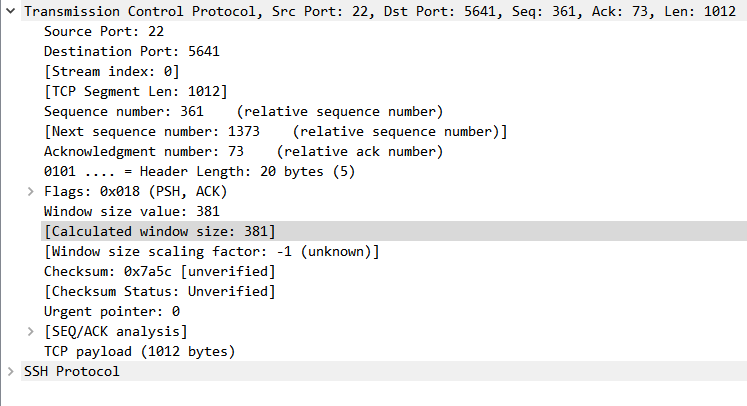 Transmission Control Protocol, Src Port: 22, Dst Port: 5641, Seq: 361, Ack: 73, Len: 1012
Source Port: 22
Destination Port: 5641
[Stream index: 0]
[TCP Segment Len: 1012]
Sequence number: 361    (relative sequence number)
[Next sequence number: 1373    (relative sequence number)]
Acknowledgment number: 73    (relative ack number)
0101 .... = Header Length: 20 bytes (5)
Flags: 0x018 (PSH, ACK)
Window size value: 381
[Calculated window size: 381]
[Window size scaling factor: -1 (unknown)]
Checksum: 0x7a5c [unverified]
[Checksum Status: Unverified]
Urgent pointer: 0
[SEQ/ACK analysis]
TCP payload (1012 bytes)
SSH Protocol